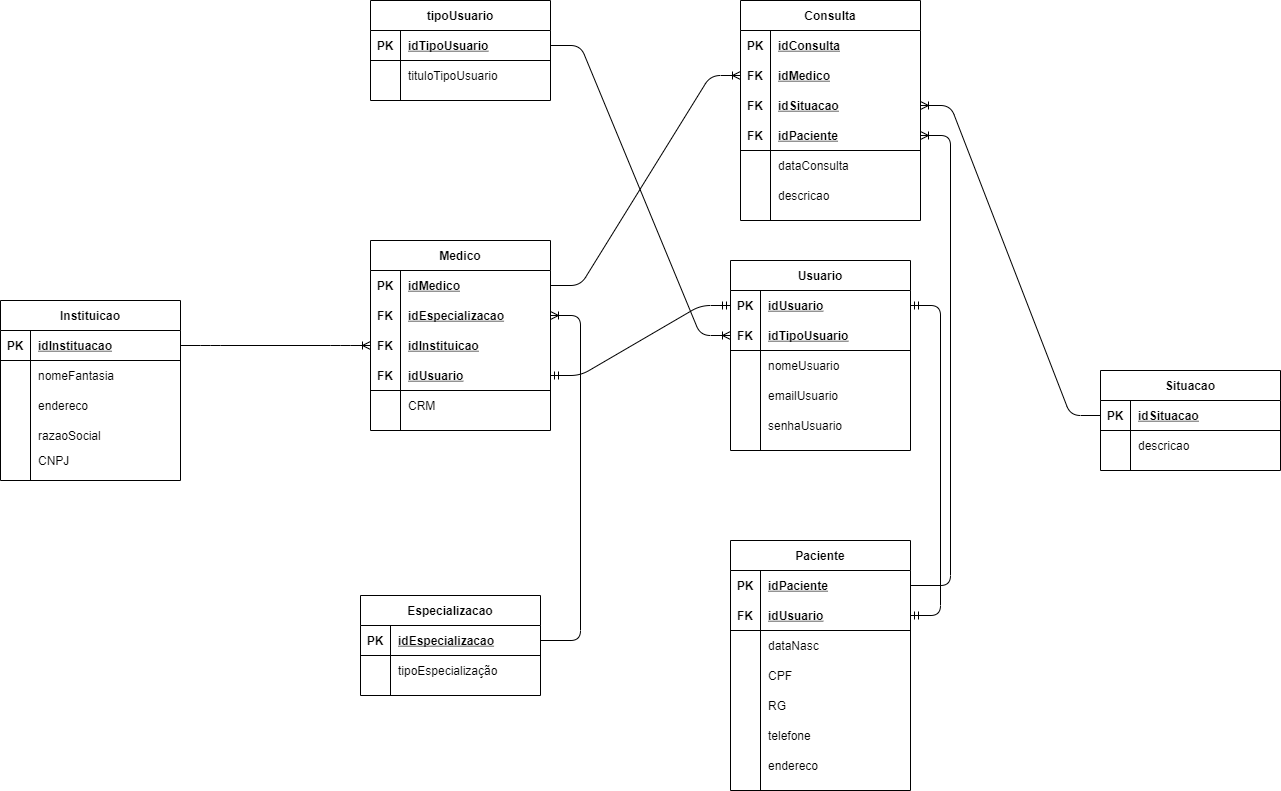 tipoUsuario
PK idTipoUsuario
tituloTipoUsuario
Consulta
PK idConsulta
FK idMedico
FK idSituacao
FK idPaciente
dataConsulta
descricao
Medico
PK idMedico
FK idEspecializacao
FK idInstituicao
FK idUsuario
CRM
Usuario
PK idUsuario
FK idTipoUsuario
nomeUsuario
emailUsuario
senhaUsuario
Instituicao
PK idInstituacao
nomeFantasia
endereco
razaoSocial
CNPJ
Situacao
PK idSituacao
descricao
Especializacao
PK idEspecializacao
tipoEspecialização
Paciente
PK idPaciente
FK idUsuario
dataNasc
CPF
RG
telefone
endereco